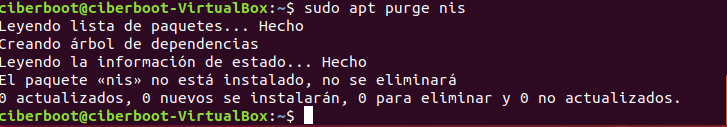 ciberboot@ciberboot-VirtualBox:~$ sudo apt purge nis
Leyendo lista de paquetes... Hecho
Creando árbol de dependencias
Leyendo la información de estado... Hecho
El paquete «nis» no está instalado, no se eliminará
0 actualizados, 0 nuevos se instalarán, 0 para eliminar y 0 no actualizados.
ciberboot@ciberboot-VirtualBox:~$